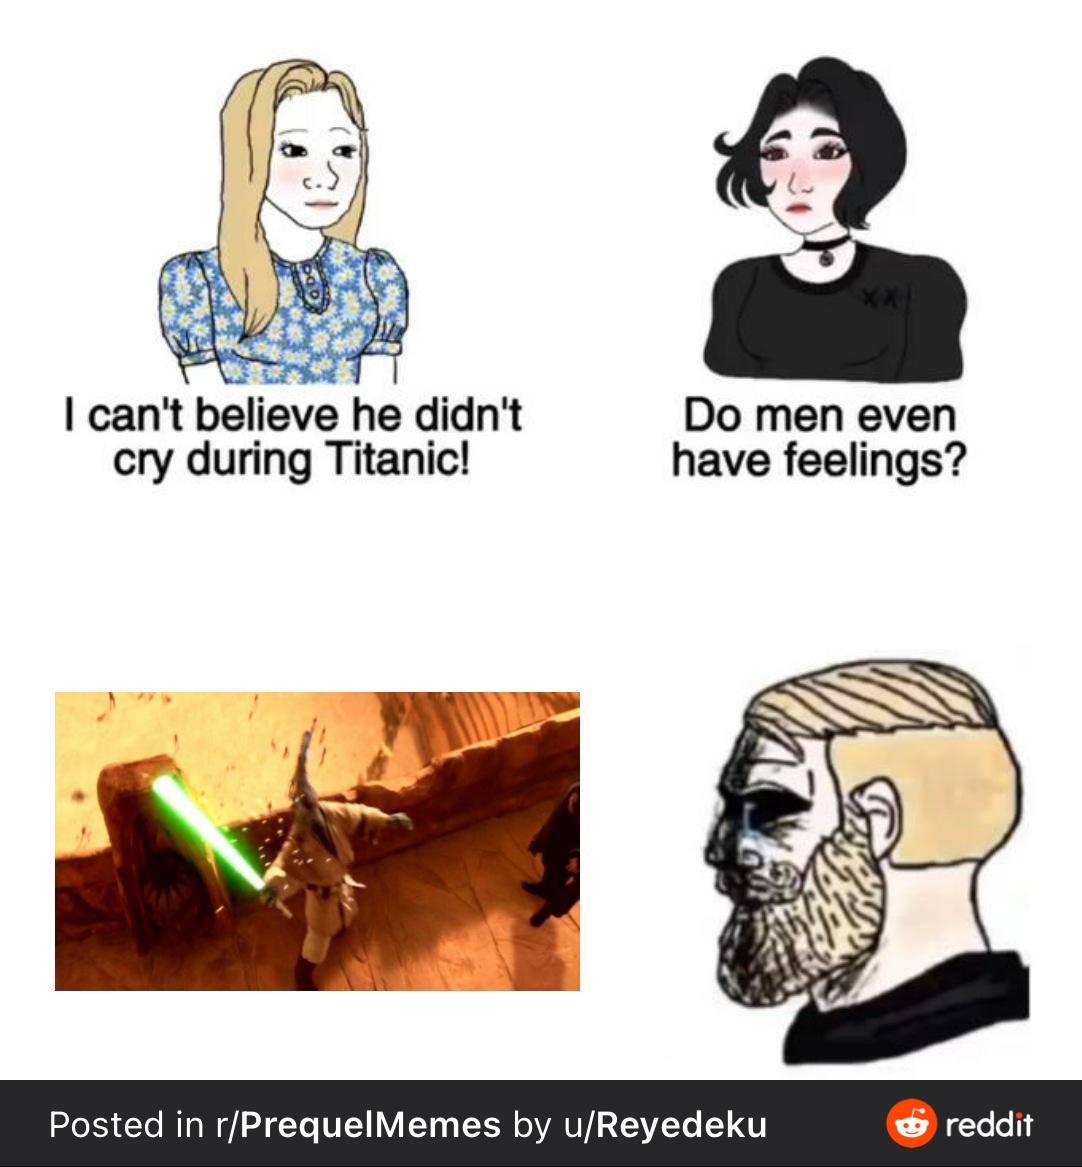 I can't believe he didn't
cry during Titanic!
Do men even
have feelings?
Posted in r/PrequelMemes by u/Reyedeku
reddit